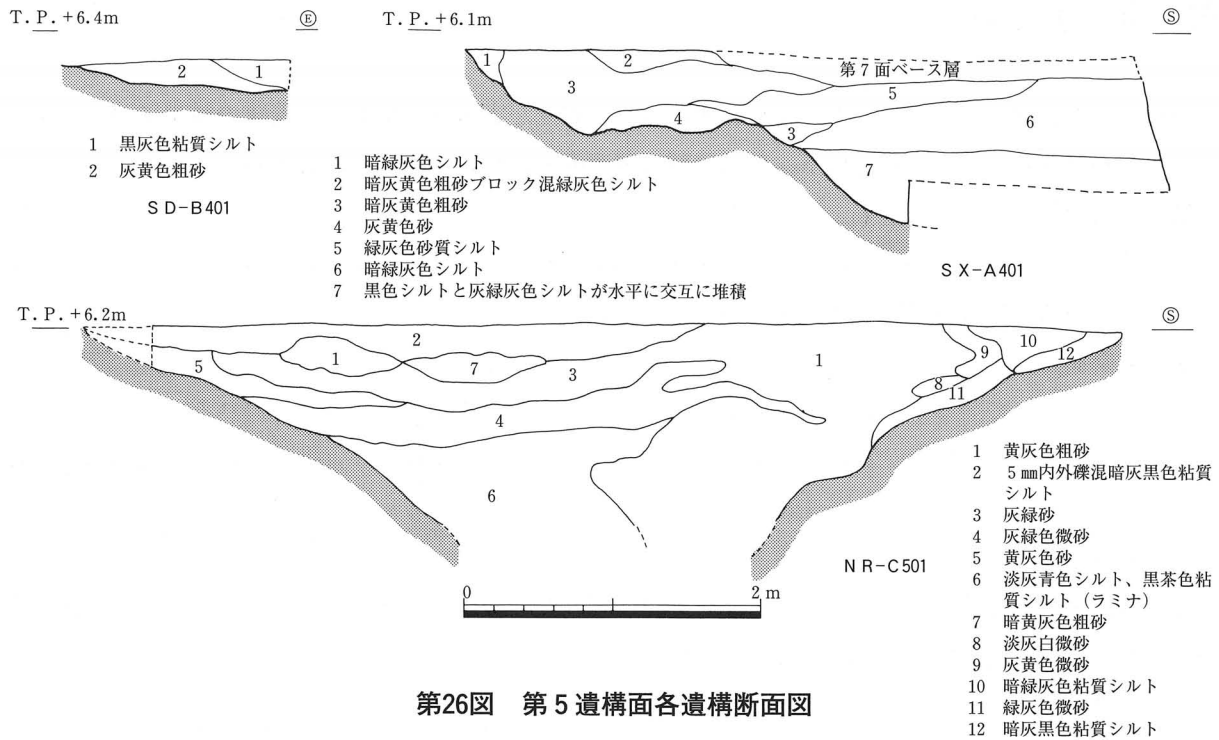 T.P.+6.4m Ⓔ
2 1
1 黒灰色粘質シルト
2 灰黄色粗砂
SD-B401
T.P.+6.1m Ⓢ
1 2 第7面ベース層
3 5
4 3 6
7
1 暗緑灰色シルト
2 暗灰黄色粗砂ブロック混緑灰色シルト
3 暗灰黄色粗砂
4 灰黄色砂
5 緑灰色砂質シルト
6 暗緑灰色シルト
7 黒色シルトと灰緑灰色シルトが水平に交互に堆積
SX-A401
T.P.+6.2m Ⓢ
2 10
5 1 7 3 1 9 12
8 11
4
6
NR-C501
1 黄灰色粗砂
2 5㎜内外礫混暗灰黒色粘質
シルト
3 灰緑砂
4 灰緑色微砂
5 黄灰色砂
6 淡灰青色シルト、黒茶色粘
質シルト（ラミナ）
7 暗黄灰色粗砂
8 淡灰白微砂
9 灰黄色微砂
10 暗緑灰色粘質シルト
11 緑灰色微砂
12 暗灰黒色粘質シルト
0 2m
第26図 第5遺構面各遺構断面図